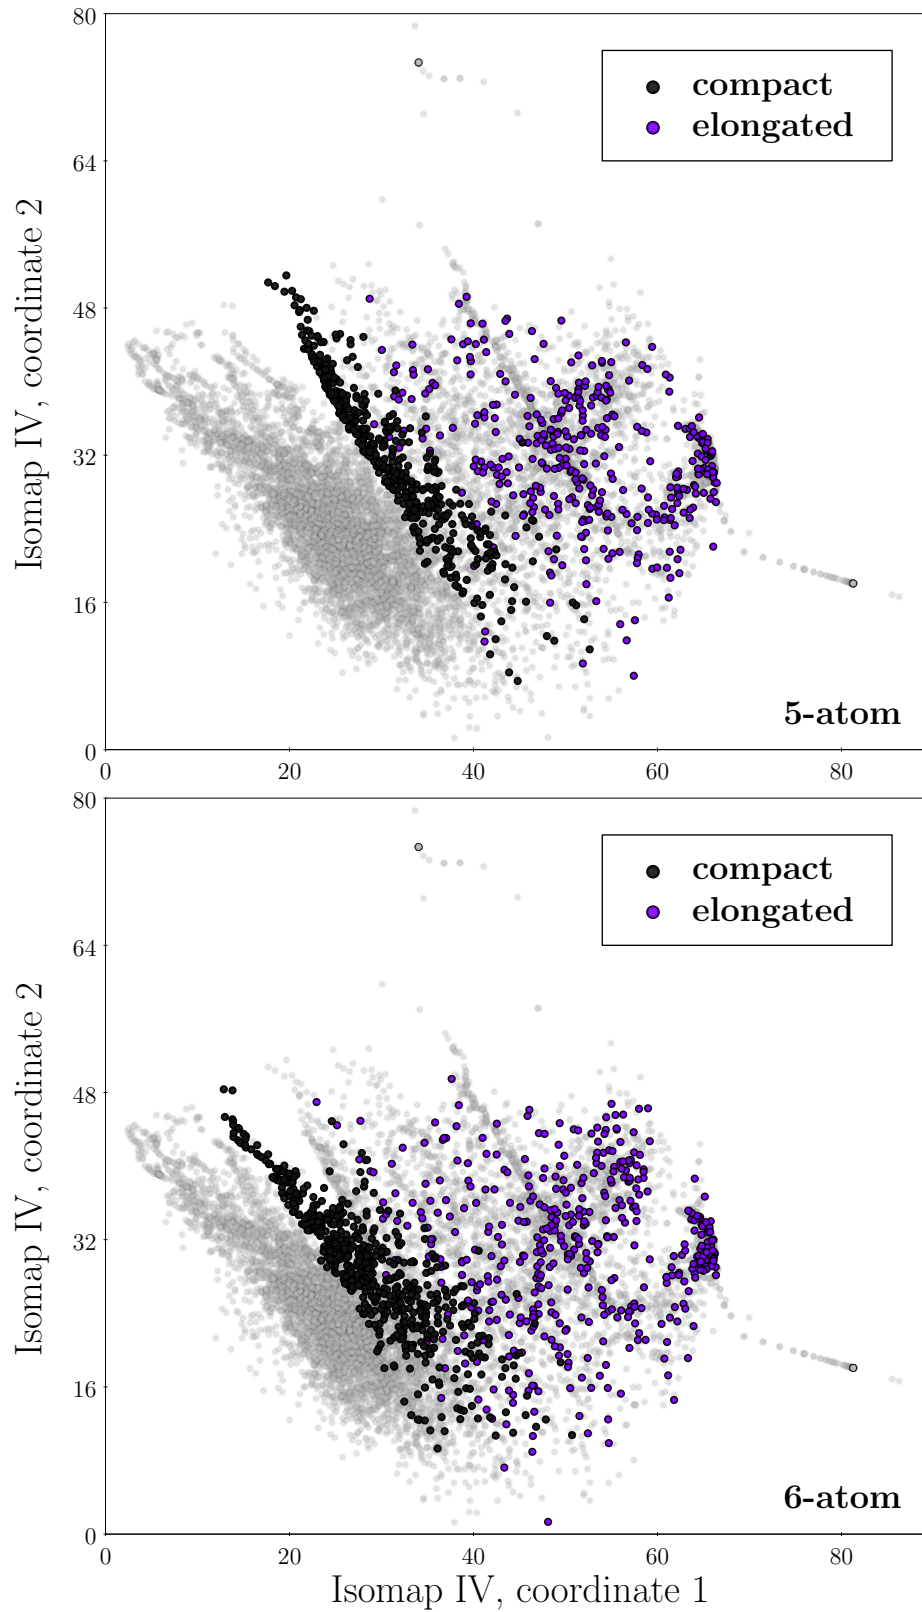 80
64
48
32
16
0
Isomap IV, coordinate 2
compact
elongated
5-atom
0 20 40 60 80
80
64
48
32
16
0
Isomap IV, coordinate 2
compact
elongated
6-atom
0 20 40 60 80
Isomap IV, coordinate 1